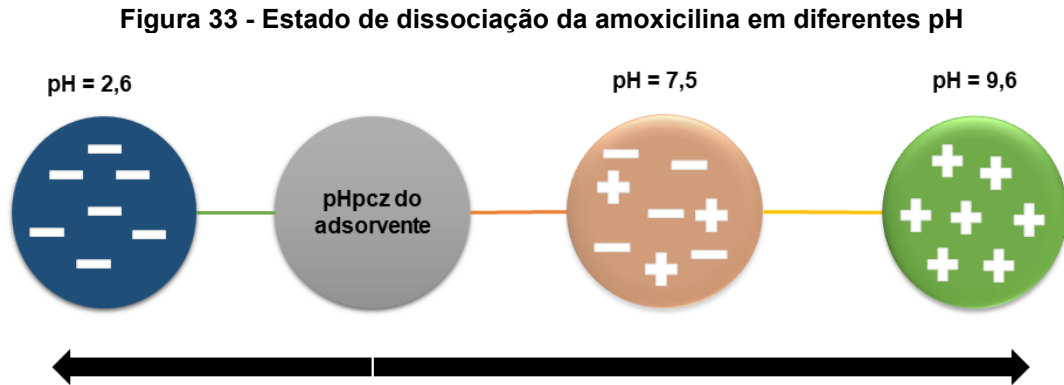 Figura 33 - Estado de dissociação da amoxicilina em diferentes pH
pH = 2,6
pH = 7,5
pH = 9,6
pHpcz do
adsorvente